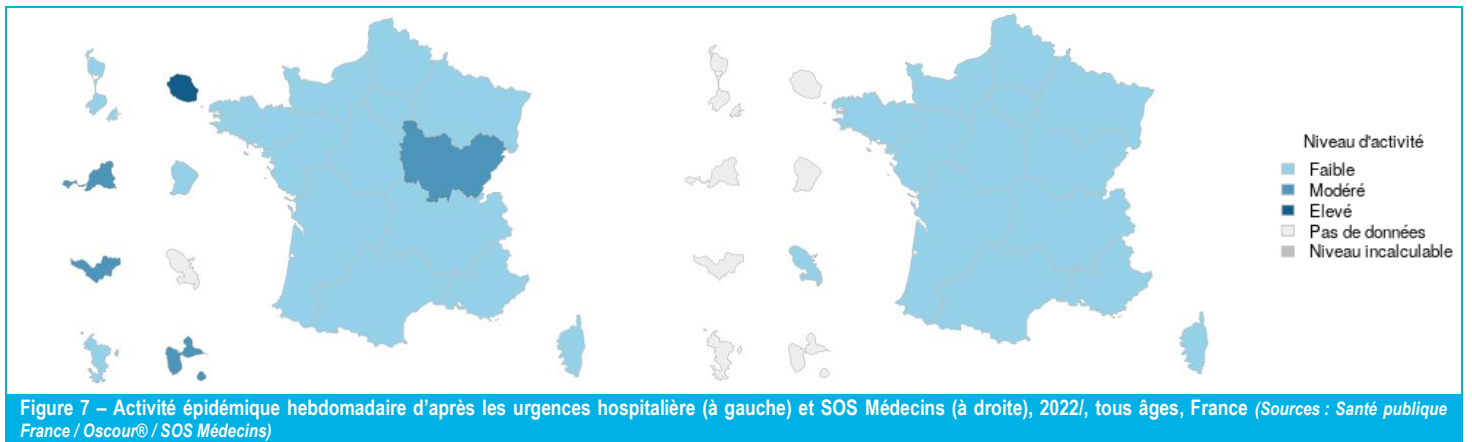 Niveau d'activité
Faible
Modéré
Elevé
Pas de données
Niveau incalculable
Figure 7 – Activité épidémique hebdomadaire d'après les urgences hospitalière (à gauche) et SOS Médecins (à droite), 2022/, tous âges, France (Sources : Santé publique
France / Oscour® / SOS Médecins)